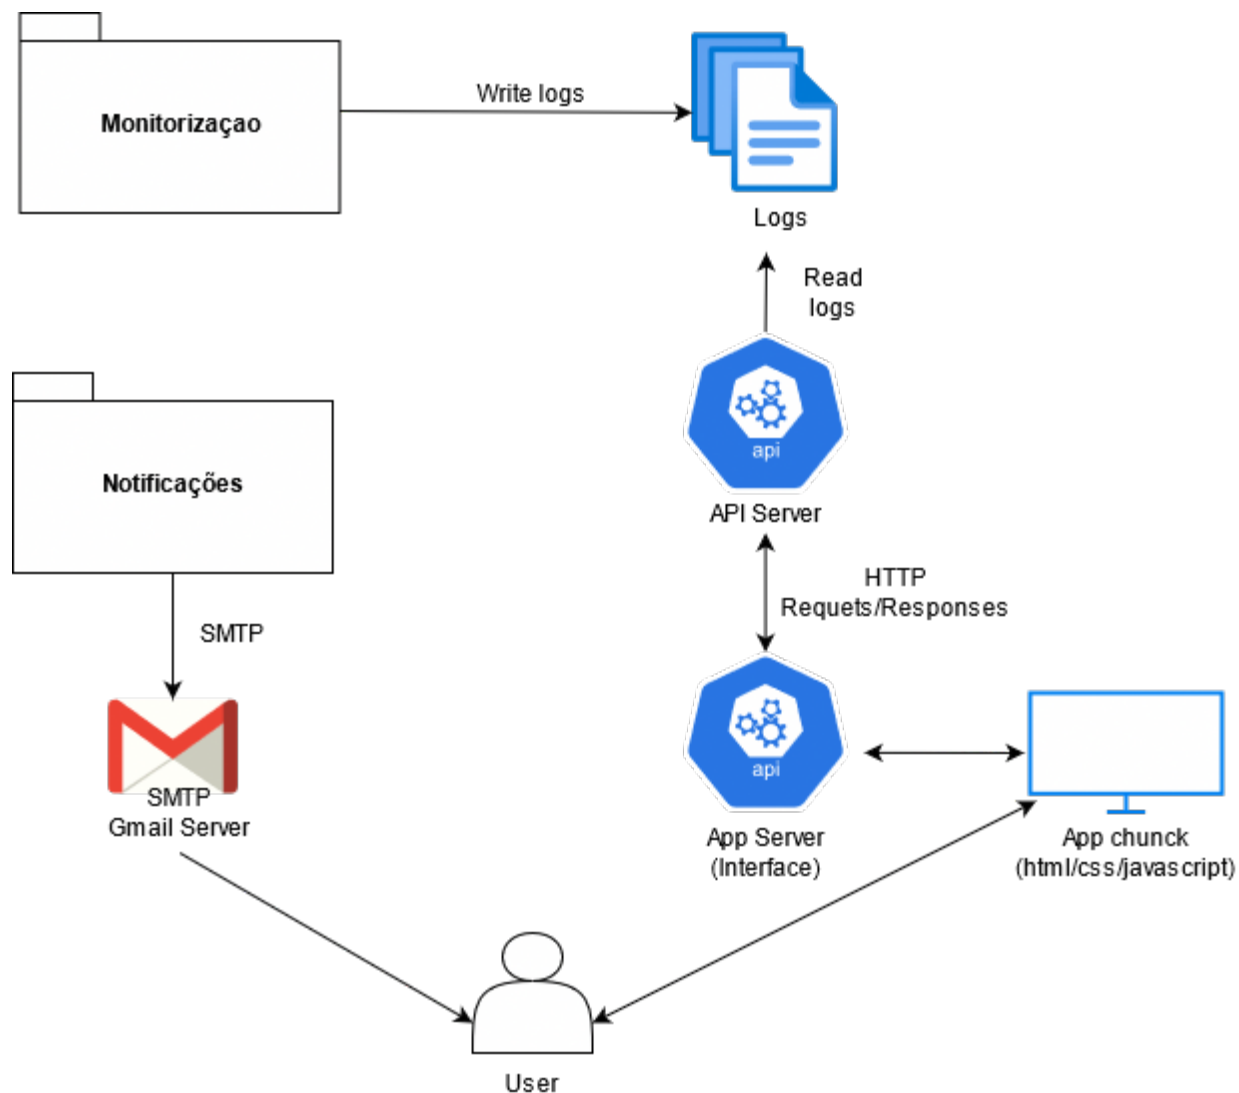 Monitorizaçao
Write logs
Logs
Read
logs
api
API Server
Notificações
HTTP
Requets/Responses
SMTP
api
SMTP
Gmail Server
App Server
(Interface)
App chunck
(html/css/javascript)
User